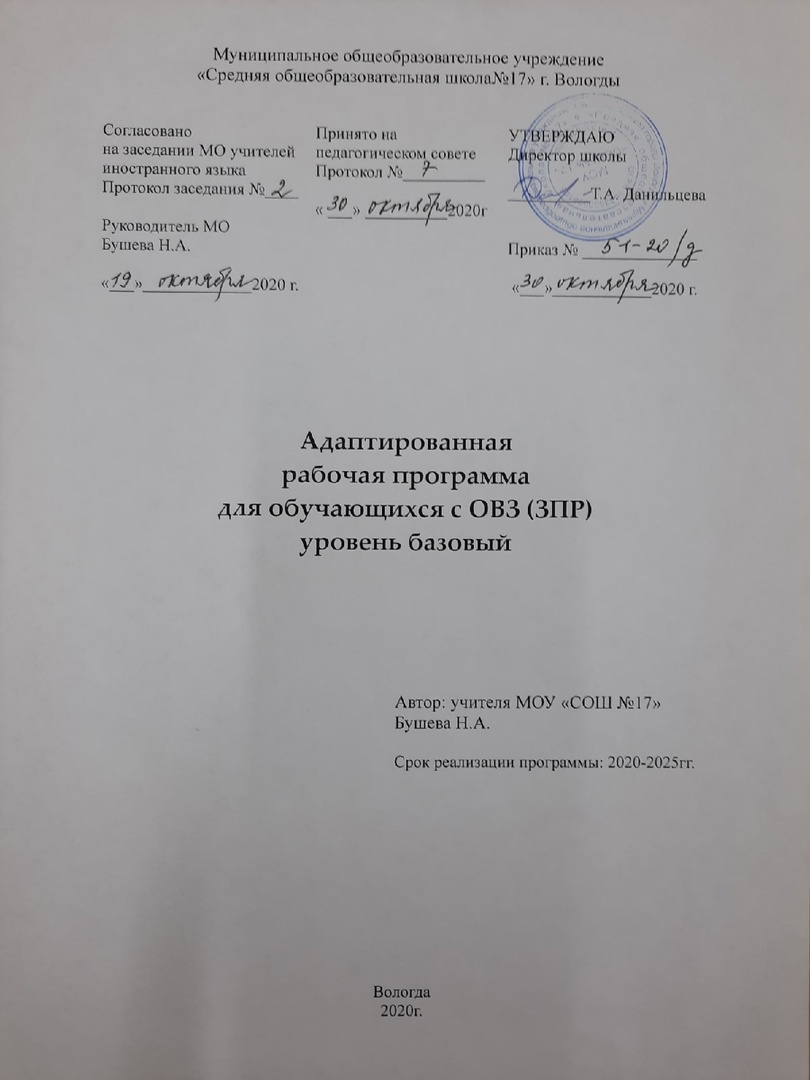 Муниципальное общеобразовательное учреждение
«Средняя общеобразовательная школа№17» г. Вологды
Согласовано
на заседании МО учителей
иностранного языка
Протокол заседания № 2
Руководитель МО
Бушева Н.А.
«19» октября 2020 г.
Принято на
педагогическом совете
Протокол № 7
«30» октября 2020г
УТВЕРЖДАЮ
Директор школы
Т.А. Данильцева
Приказ № 51-20/д
«30» октября 2020 г.
Адаптированная
рабочая программа
для обучающихся с ОВЗ (ЗПР)
уровень базовый
Автор: учителя МОУ «СОШ №17»
Бушева Н.А.
Срок реализации программы: 2020-2025гг.
Вологда
2020г.